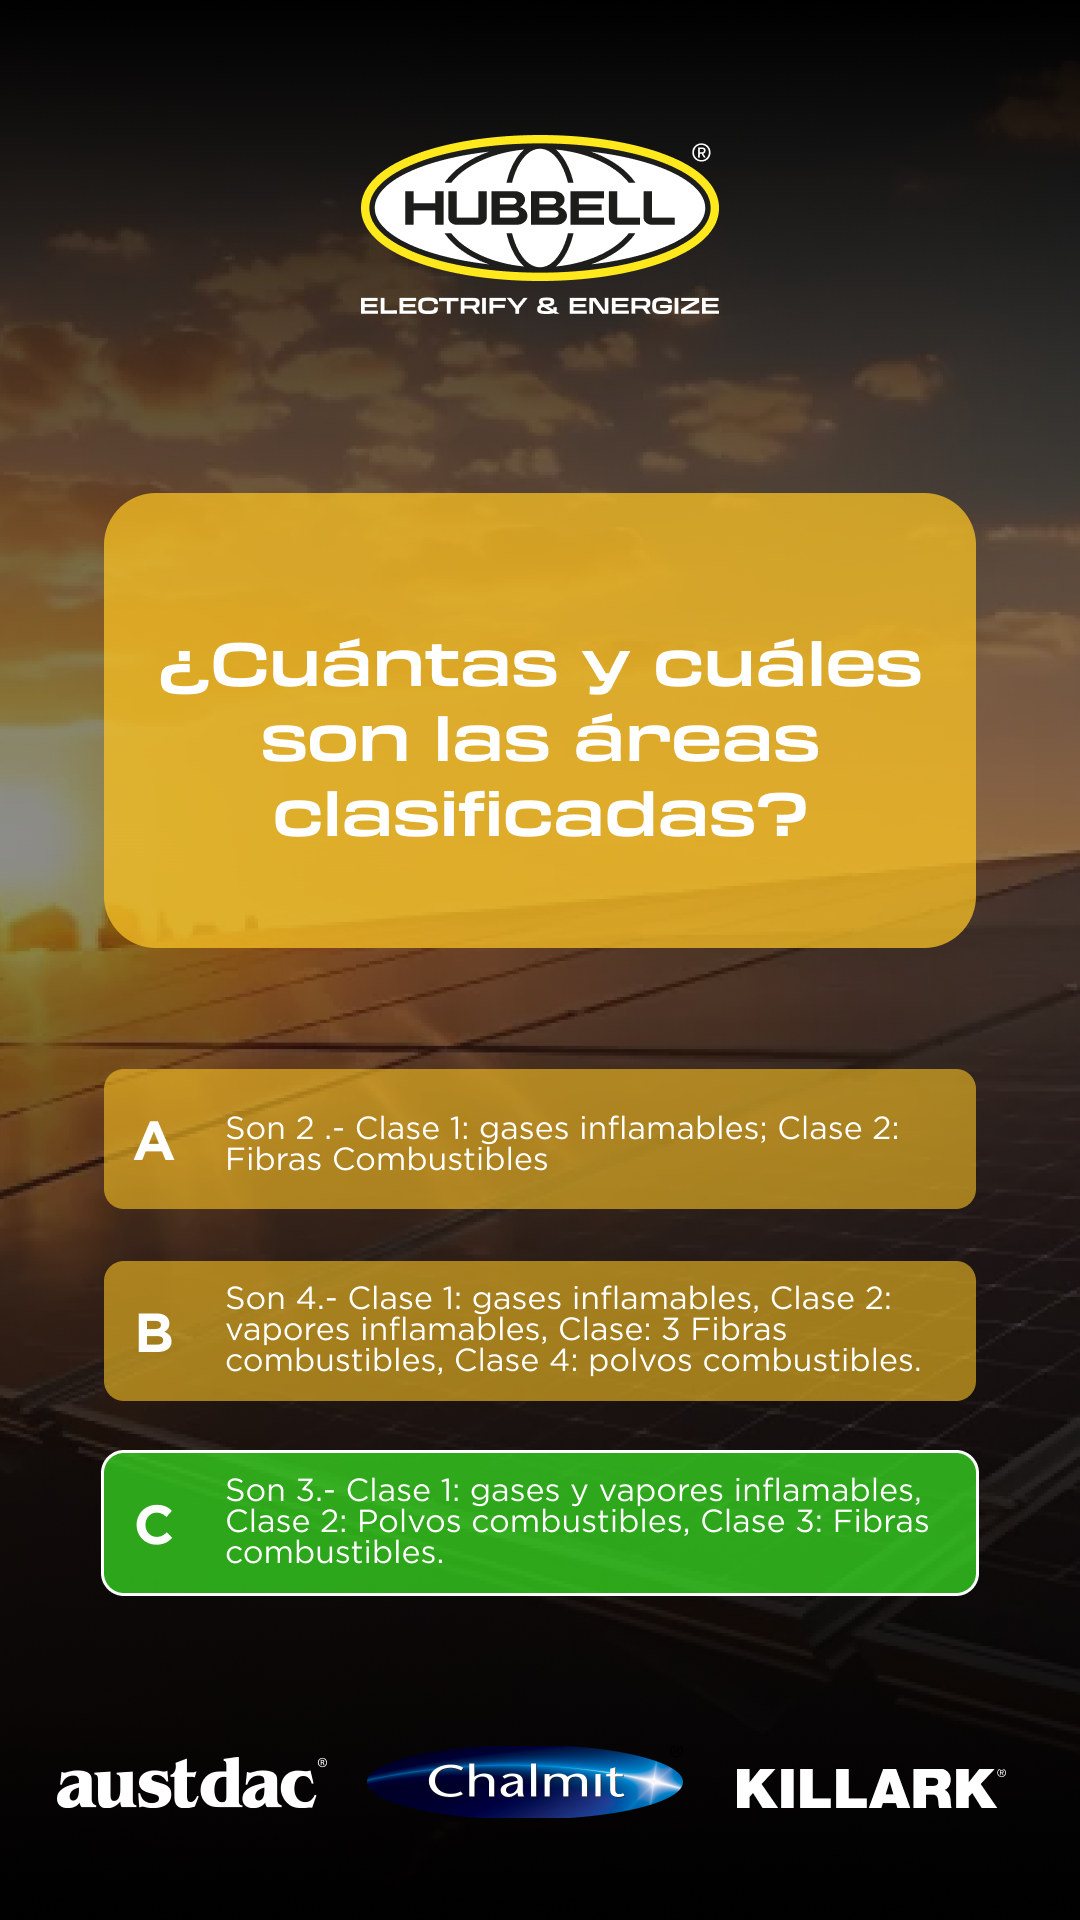 HUBBELL®
ELECTRIFY & ENERGIZE
¿Cuántas y cuáles
son las áreas
clasificadas?
A
Son 2 .- Clase 1: gases inflamables; Clase 2:
Fibras Combustibles
B
Son 4.- Clase 1: gases inflamables, Clase 2:
vapores inflamables, Clase: 3 Fibras
combustibles, Clase 4: polvos combustibles.
C
Son 3.- Clase 1: gases y vapores inflamables,
Clase 2: Polvos combustibles, Clase 3: Fibras
combustibles.
austdac®
Chalmit
KILLARK®